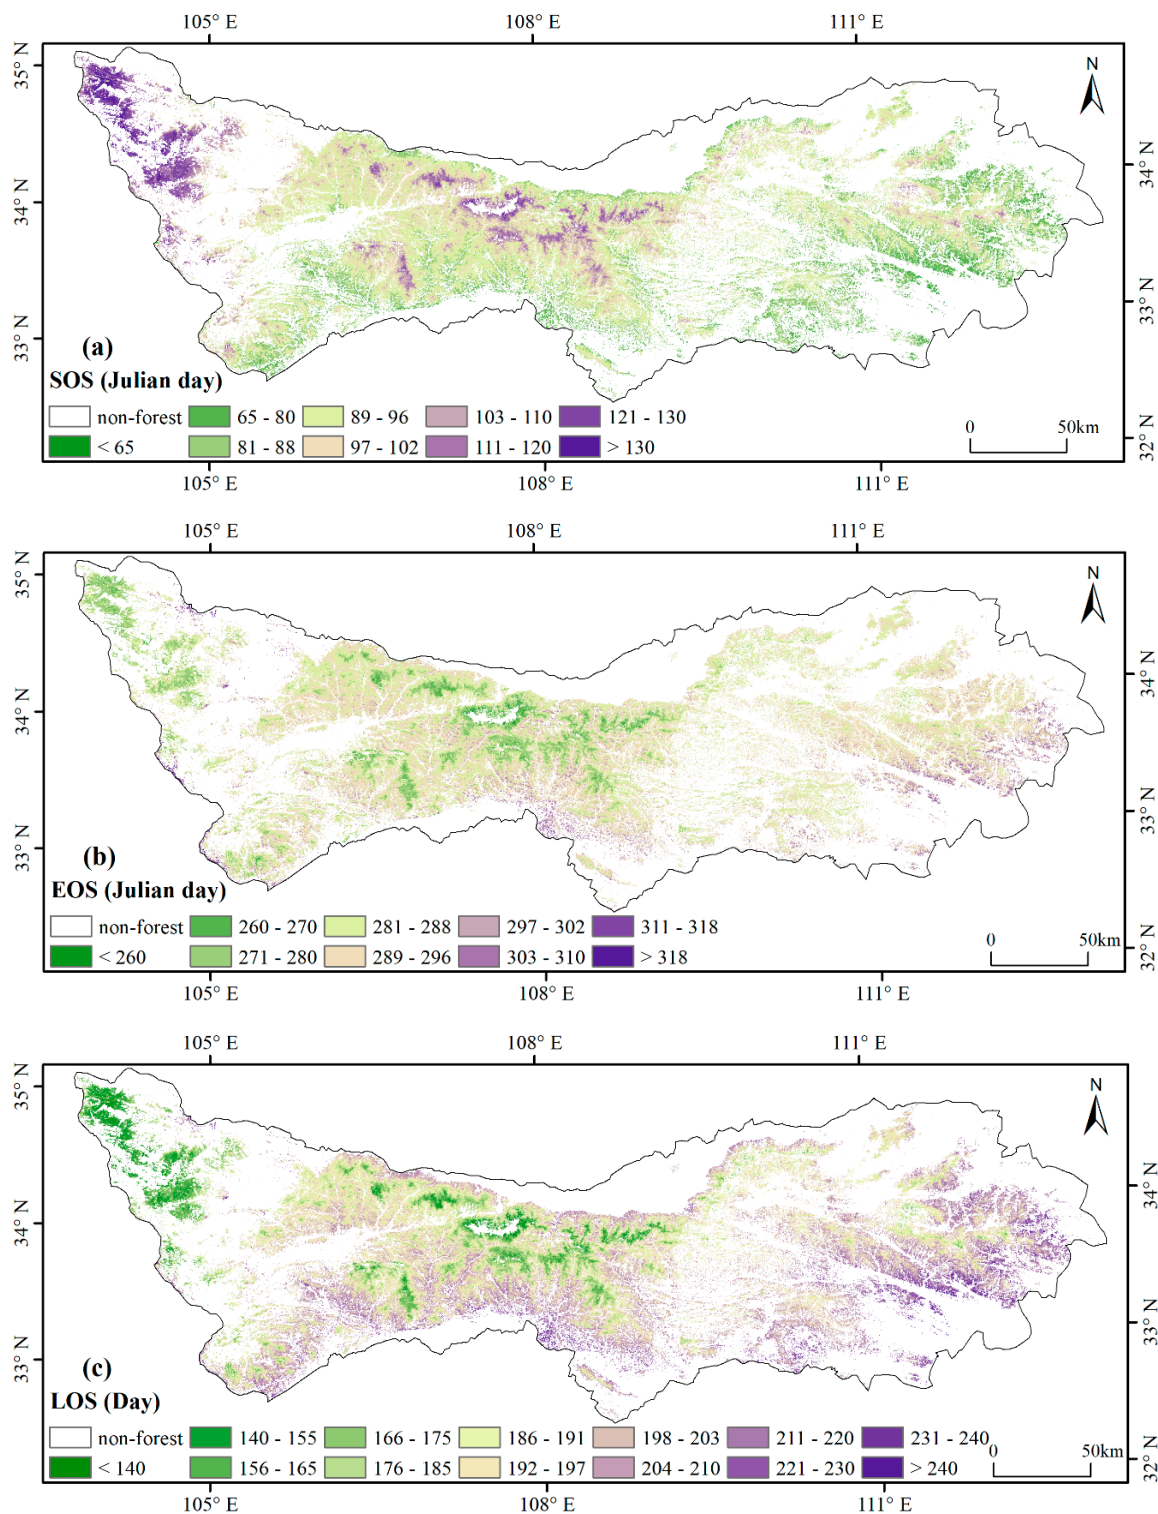 105° E 108° E 111° E
35° N
34° N
33° N
N
34° N
33° N
32° N
(a)
SOS (Julian day)
non-forest 65 - 80 89 - 96 103 - 110 121 - 130
< 65 81 - 88 97 - 102 111 - 120 > 130
0 50km
105° E 108° E 111° E
105° E 108° E 111° E
35° N
34° N
33° N
N
34° N
33° N
32° N
(b)
EOS (Julian day)
non-forest 260 - 270 281 - 288 297 - 302 311 - 318
< 260 271 - 280 289 - 296 303 - 310 > 318
0 50km
105° E 108° E 111° E
105° E 108° E 111° E
35° N
34° N
33° N
N
34° N
33° N
32° N
(c)
LOS (Day)
non-forest 140 - 155 166 - 175 186 - 191 198 - 203 211 - 220 231 - 240
< 140 156 - 165 176 - 185 192 - 197 204 - 210 221 - 230 > 240
0 50km
105° E 108° E 111° E